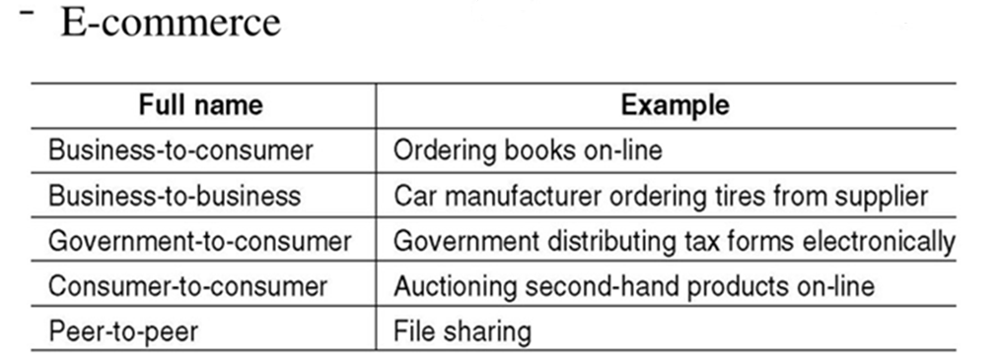 - E-commerce
Full name Example
Business-to-consumer Ordering books on-line
Business-to-business Car manufacturer ordering tires from supplier
Government-to-consumer Government distributing tax forms electronically
Consumer-to-consumer Auctioning second-hand products on-line
Peer-to-peer File sharing